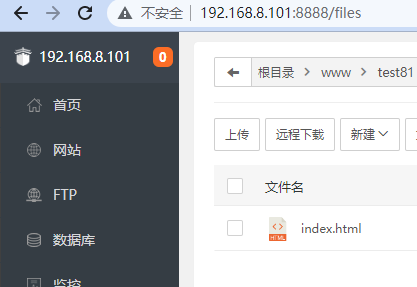 不安全 | 192.168.8.101:8888/files
192.168.8.101 0
根目录 > www > test81
首页
上传 远程下载 新建
网站
文件名
FTP
HTML index.html
数据库
监控